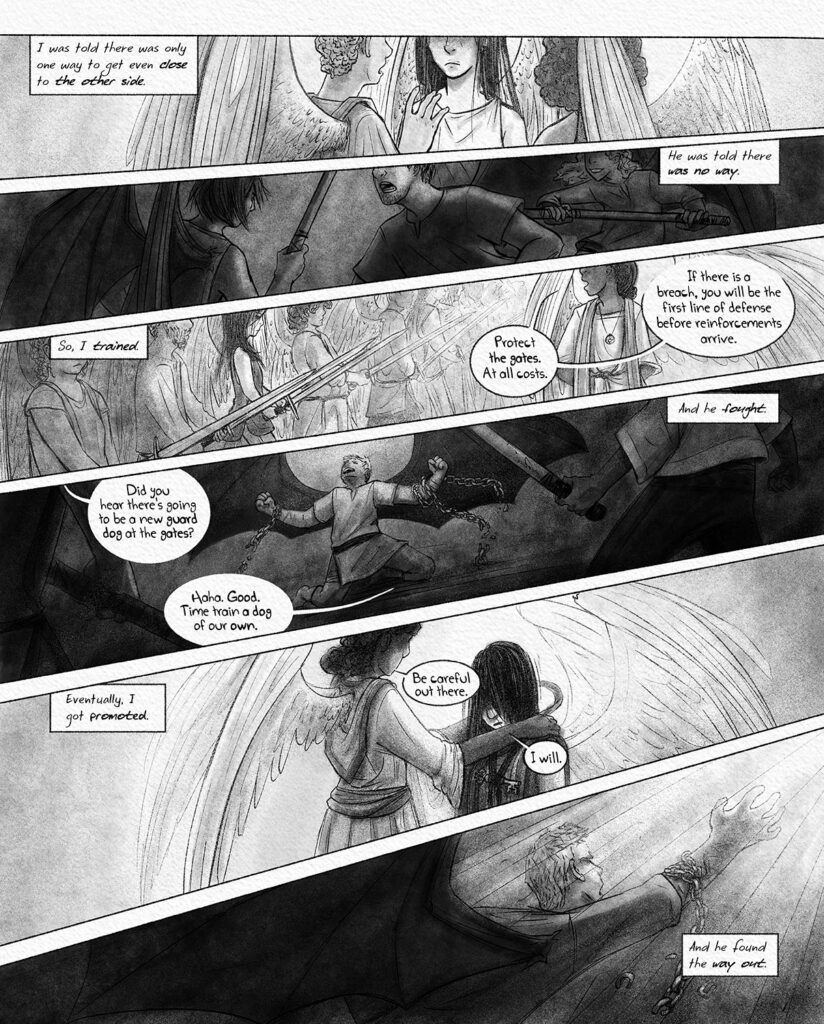 I was told there was only
one way to get even close
to the other side.
He was told there
was no way.
So, I trained.
If there is a
breach, you will be the
first line of defense
before reinforcements
arrive.
Protect
the gates.
At all costs.
And he fought.
Did you
hear there's going
to be a new guard
dog at the gates?
Haha. Good.
Time train a dog
of our own.
Eventually, I
got promoted.
Be careful
out there.
I will.
And he found
the way out.